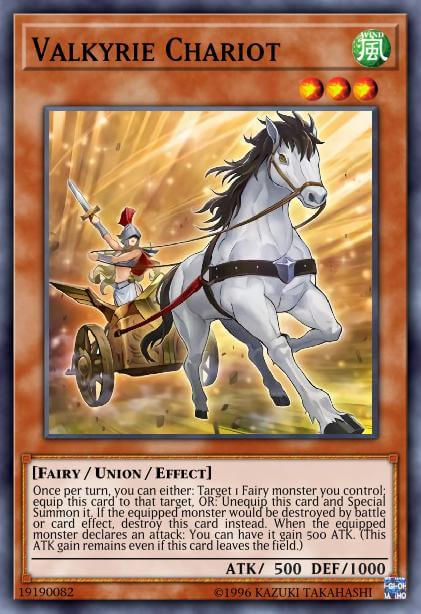 VALKYRIE CHARIOT
WIND
風
[FAIRY / UNION / EFFECT]
Once per turn, you can either: Target 1 Fairy monster you control;
equip this card to that target, OR: Unequip this card and Special
Summon it. If the equipped monster would be destroyed by battle
or card effect, destroy this card instead. When the equipped
monster declares an attack: You can have it gain 500 ATK. (This
ATK gain remains even if this card leaves the field.)
ATK/ 500 DEF/1000
19190082
©1996 KAZUKI TAKAHASHI